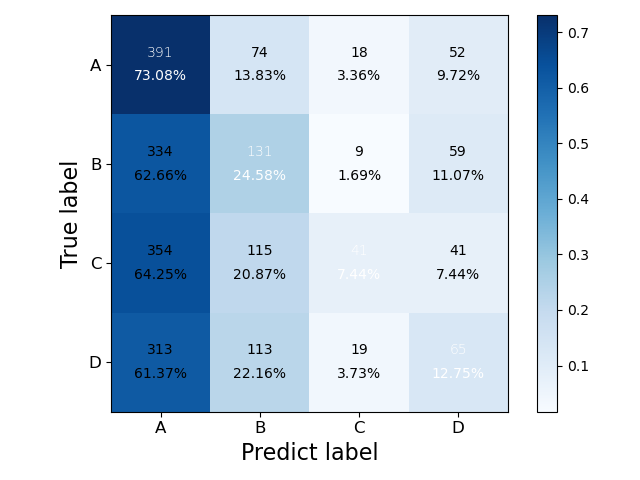 391 74 18 52
73.08% 13.83% 3.36% 9.72%
A
334 131 9 59
62.66% 24.58% 1.69% 11.07%
B
354 115 41 41
64.25% 20.87% 7.44% 7.44%
C
313 113 19 65
61.37% 22.16% 3.73% 12.75%
D
A B C D
Predict label
True label
0.7
0.6
0.5
0.4
0.3
0.2
0.1